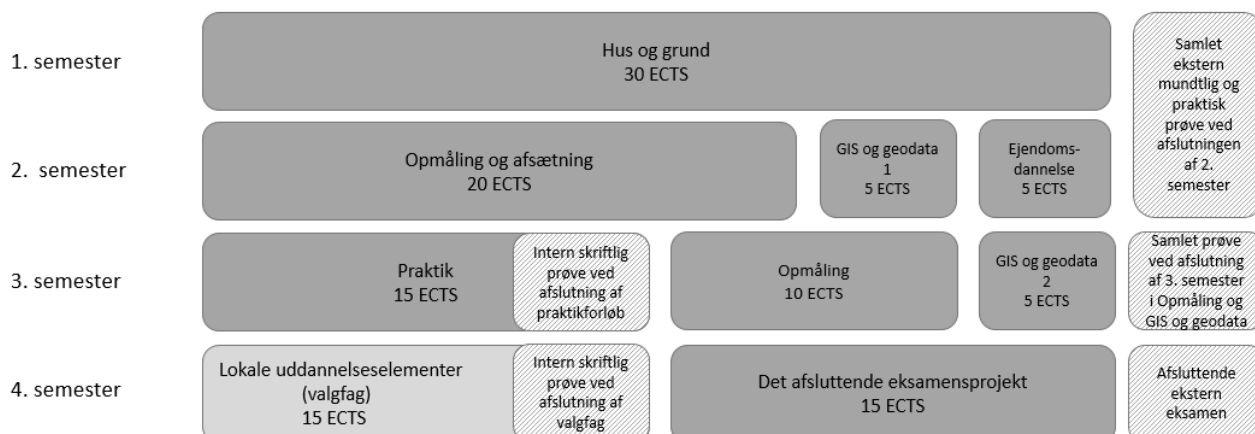 1. semester
Hus og grund
30 ECTS
Samlet
ekstern
mundtlig og
praktisk
prøve ved
afslutningen
af 2.
semester
2. semester
Opmåling og afsætning
20 ECTS
GIS og geodata
1
5 ECTS
Ejendoms-
dannelse
5 ECTS
3. semester
Praktik
15 ECTS
Intern skriftlig
prøve ved
afslutning af
praktikforløb
Opmåling
10 ECTS
GIS og geodata
2
5 ECTS
Samlet prøve
ved afslutning
af 3. semester
i Opmåling og
GIS og geodata
4. semester
Lokale uddannelseselementer
(valgfag)
15 ECTS
Intern skriftlig
prøve ved
afslutning af
valgfag
Det afsluttende eksamensprojekt
15 ECTS
Afsluttende
ekstern
eksamen